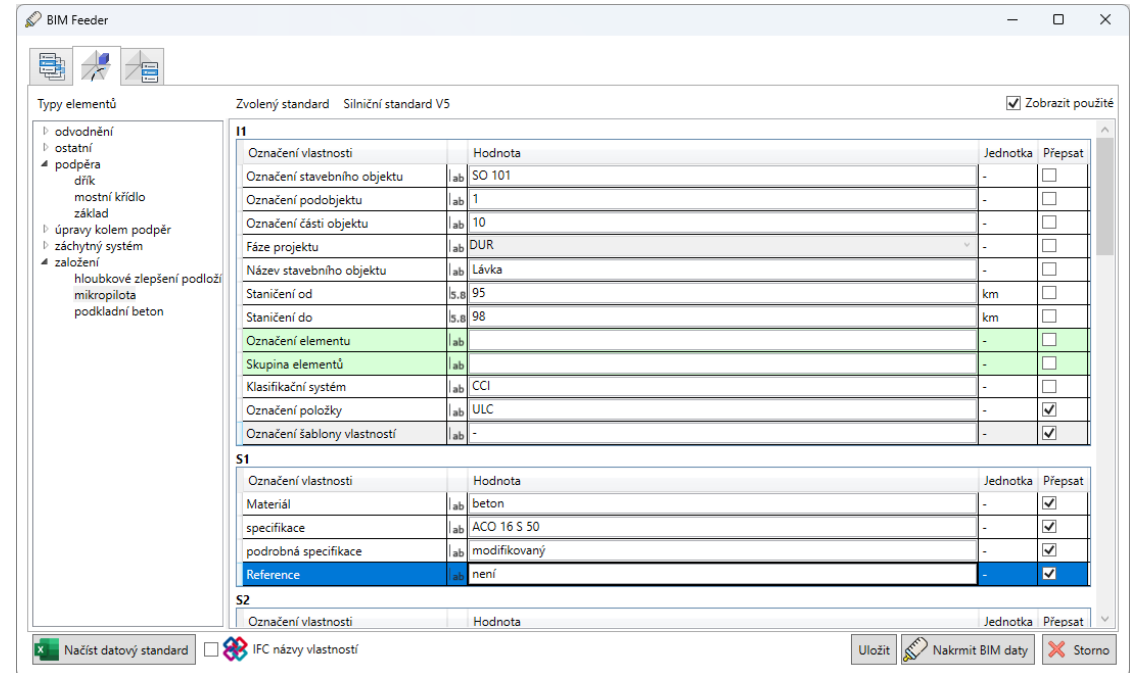 BIM Feeder
Typy elementů
Zvolený standard Silniční standard V5
Zobrazit použité
odvodnění
ostatní
podpěra
dřík
mostní křídlo
základ
úpravy kolem podpěr
záchytný systém
založení
hloubkové zlepšení podloží
mikropilota
podkladní beton
I1
Označení vlastnosti Hodnota Jednotka Přepsat
Označení stavebního objektu ab SO 101 -
Označení podobjektu ab 1 -
Označení části objektu ab 10 -
Fáze projektu ab DUR -
Název stavebního objektu ab Lávka -
Staničení od 5.8 95 km
Staničení do 5.8 98 km
Označení elementu ab -
Skupina elementů ab -
Klasifikační systém ab CCI -
Označení položky ab ULC -
Označení šablony vlastností ab - -
S1
Označení vlastnosti Hodnota Jednotka Přepsat
Materiál ab beton -
specifikace ab ACO 16 S 50 -
podrobná specifikace ab modifikovaný -
Reference ab není -
S2
Označení vlastnosti Hodnota Jednotka Přepsat
Načíst datový standard IFC názvy vlastností Uložit Nakrmit BIM daty Storno